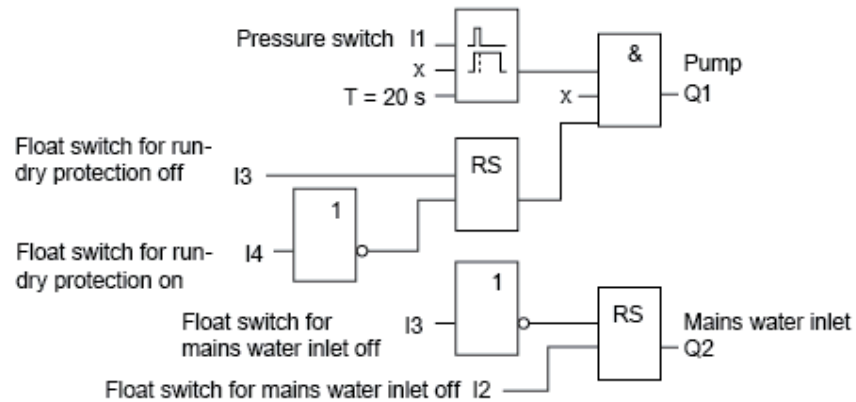 Pressure switch I1
x
T = 20 s
&
x
Pump
Q1
Float switch for run-
dry protection off I3
RS
1
Float switch for run-
dry protection on I4
1
Float switch for
mains water inlet off I3
RS
Mains water inlet
Q2
Float switch for mains water inlet off I2